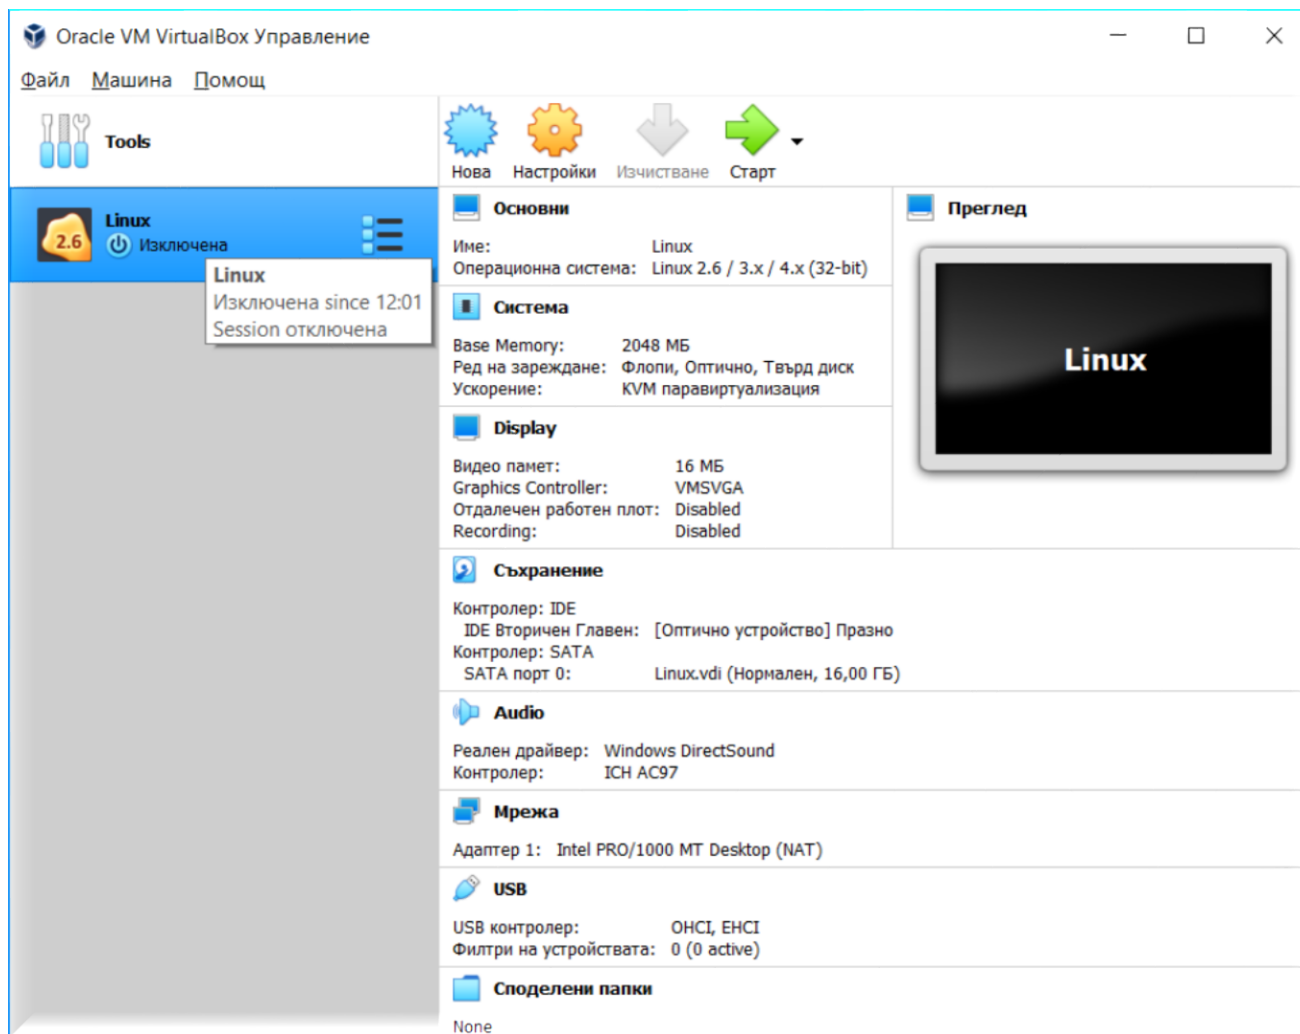 Oracle VM VirtualBox Управление
Файл Машина Помощ
Tools
Нова Настройки Изчистване Старт
2.6
Linux
Изключена
Linux
Изключена since 12:01
Session отключена
Основни
Име: Linux
Операционна система: Linux 2.6 / 3.x / 4.x (32-bit)
Система
Base Memory: 2048 МБ
Ред на зареждане: Флопи, Оптично, Твърд диск
Ускорение: KVM паравиртуализация
Display
Видео памет: 16 МБ
Graphics Controller: VMSVGA
Отдалечен работен плот: Disabled
Recording: Disabled
Преглед
Linux
Съхранение
Контролер: IDE
IDE Вторичен Главен: [Оптично устройство] Празно
Контролер: SATA
SATA порт 0: Linux.vdi (Нормален, 16,00 ГБ)
Audio
Реален драйвер: Windows DirectSound
Контролер: ICH AC97
Мрежа
Адаптер 1: Intel PRO/1000 MT Desktop (NAT)
USB
USB контролер: OHCI, EHCI
Филтри на устройствата: 0 (0 active)
Споделени папки
None